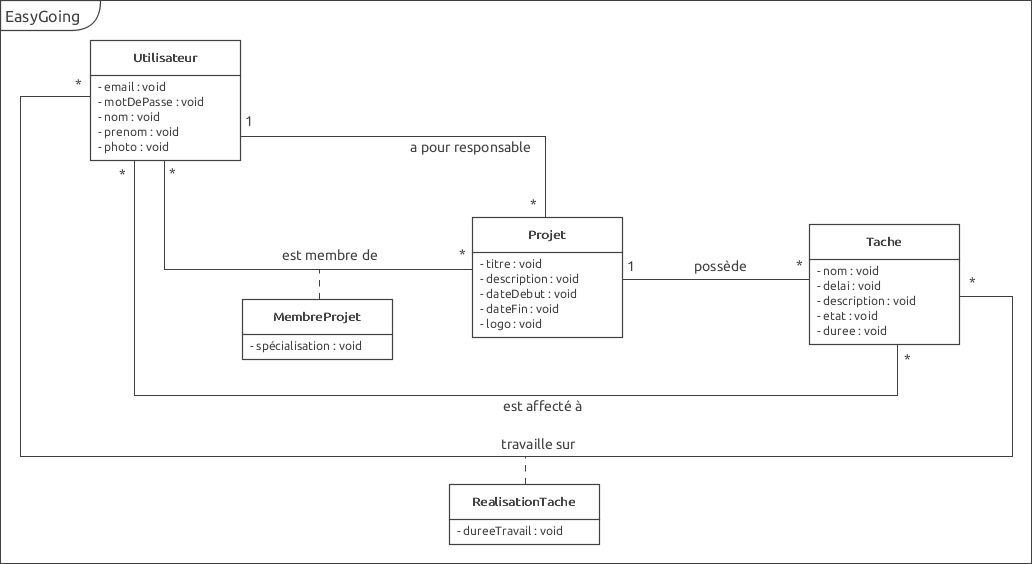 EasyGoing
Utilisateur
- email : void
- motDePasse : void
- nom : void
- prenom : void
- photo : void
*
1
a pour responsable
*
*
*
est membre de
*
MembreProjet
- spécialisation : void
Projet
- titre : void
- description : void
- dateDebut : void
- dateFin : void
- logo : void
1
possède
*
Tache
- nom : void
- delai : void
- description : void
- etat : void
- duree : void
*
*
est affecté à
travaille sur
RealisationTache
- dureeTravail : void